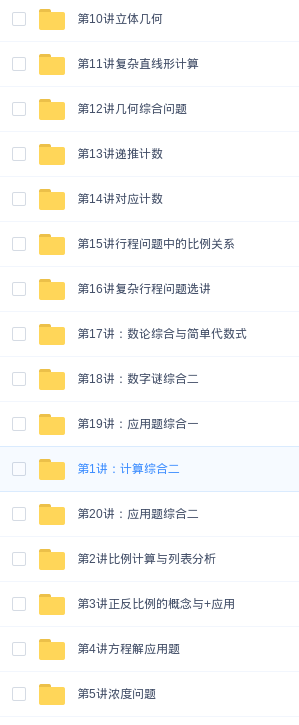 第10讲立体几何
第11讲复杂直线形计算
第12讲几何综合问题
第13讲递推计数
第14讲对应计数
第15讲行程问题中的比例关系
第16讲复杂行程问题选讲
第17讲：数论综合与简单代数式
第18讲：数字谜综合二
第19讲：应用题综合一
第1讲：计算综合二
第20讲：应用题综合二
第2讲比例计算与列表分析
第3讲正反比例的概念与+应用
第4讲方程解应用题
第5讲浓度问题